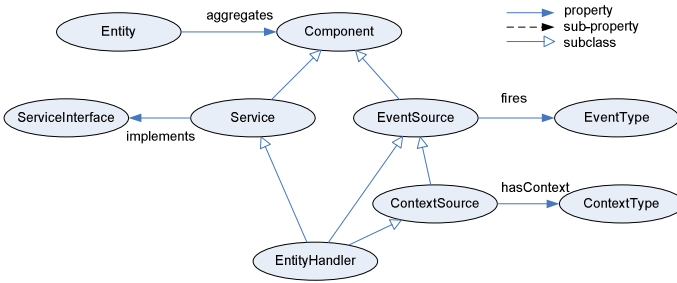 aggregates
property
sub-property
subclass
Entity
Component
fires
ServiceInterface
Service
EventSource
EventType
implements
hasContext
ContextSource
ContextType
EntityHandler